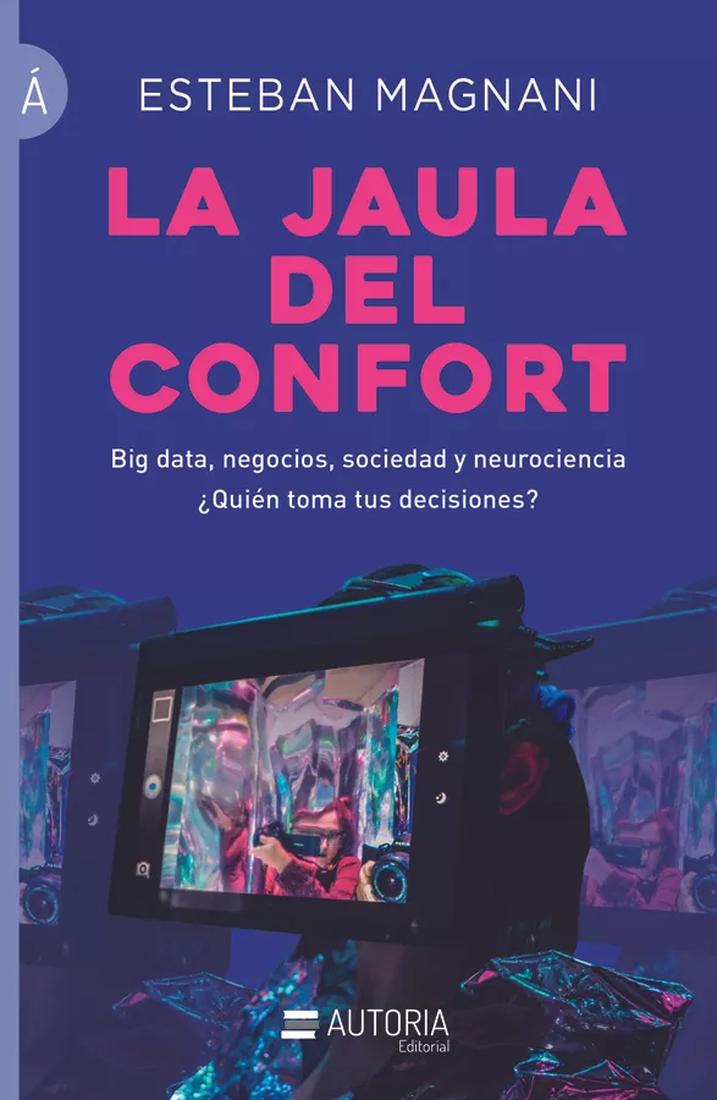 Á
ESTEBAN MAGNANI
LA JAULA
DEL
CONFORT
Big data, negocios, sociedad y neurociencia
¿Quién toma tus decisiones?
AUTORIA
Editorial